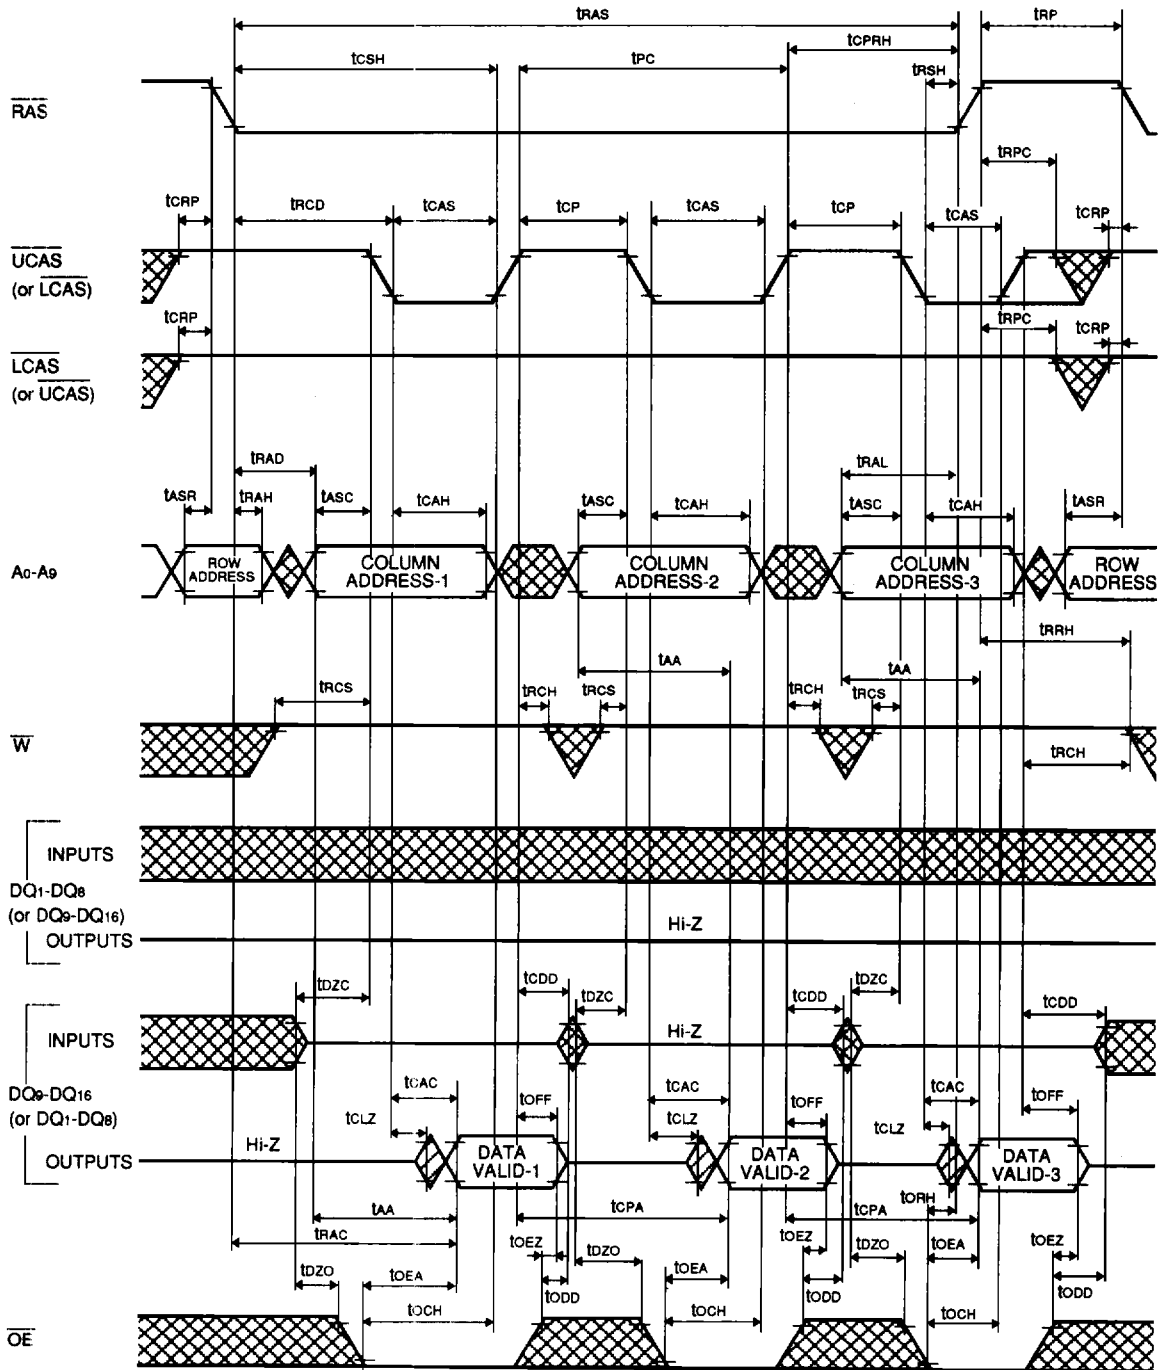 tRAS tRP
tCPRH
tCSH tPC
tRSH
RAS
tRPC
tCRP tRCD tCAS tCP tCAS tCP tCAS tCRP
UCAS
(or LCAS)
tCRP tRPC tCRP
LCAS
(or UCAS)
tRAD tRAL
tASR tRAH tASC tCAH tASC tCAH tASC tCAH tASR
A0-A9 ROW ADDRESS COLUMN ADDRESS-1 COLUMN ADDRESS-2 COLUMN ADDRESS-3 ROW ADDRESS
tRRH
tAA tAA
tRCS tRCH tRCS tRCH tRCS
W
tRCH
INPUTS
DQ1-DQ8
(or DQ9-DQ16)
OUTPUTS Hi-Z
tDZC tCDD tDZC tCDD tDZC tCDD
INPUTS Hi-Z
DQ9-DQ16
(or DQ1-DQ8)
tCAC tOFF tCAC tOFF tCAC tOFF
tCLZ tCLZ tCLZ
OUTPUTS Hi-Z DATA VALID-1 DATA VALID-2 DATA VALID-3
tORH
tAA tCPA tCPA
tRAC tOEZ tOEZ tOEZ
tDZO tOEA tDZO tOEA tDZO tOEA
tOCH tODD tOCH tODD tOCH tODD
OE